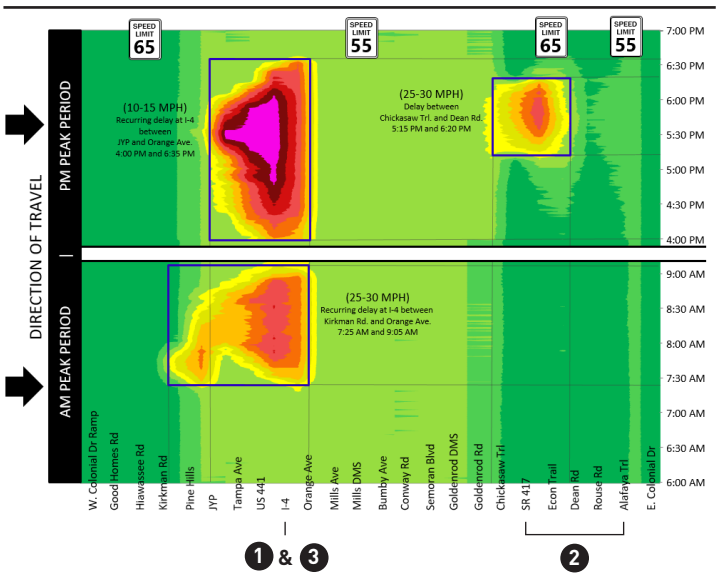 SPEED
LIMIT
65
SPEED
LIMIT
55
SPEED
LIMIT
65
SPEED
LIMIT
55
DIRECTION OF TRAVEL
PM PEAK PERIOD
(10-15 MPH)
Recurring delay at I-4
between
JYP and Orange Ave.
4:00 PM and 6:35 PM
(25-30 MPH)
Delay between
Chickasaw Trl. and Dean Rd.
5:15 PM and 6:20 PM
7:00 PM
6:30 PM
6:00 PM
5:30 PM
5:00 PM
4:30 PM
4:00 PM
AM PEAK PERIOD
(25-30 MPH)
Recurring delay at I-4 between
Kirkman Rd. and Orange Ave.
7:25 AM and 9:05 AM
9:00 AM
8:30 AM
8:00 AM
7:30 AM
7:00 AM
6:30 AM
6:00 AM
W. Colonial Dr Ramp
Good Homes Rd
Hiawassee Rd
Kirkman Rd
Pine Hills
JYP
Tampa Ave
US 441
I-4
Orange Ave
Mills Ave
Mills DMS
Bumby Ave
Conway Rd
Semoran Blvd
Goldenrod DMS
Goldenrod Rd
Chickasaw Trl
SR 417
Econ Trail
Dean Rd
Rouse Rd
Alafaya Trl
E. Colonial Dr
1 & 3
2